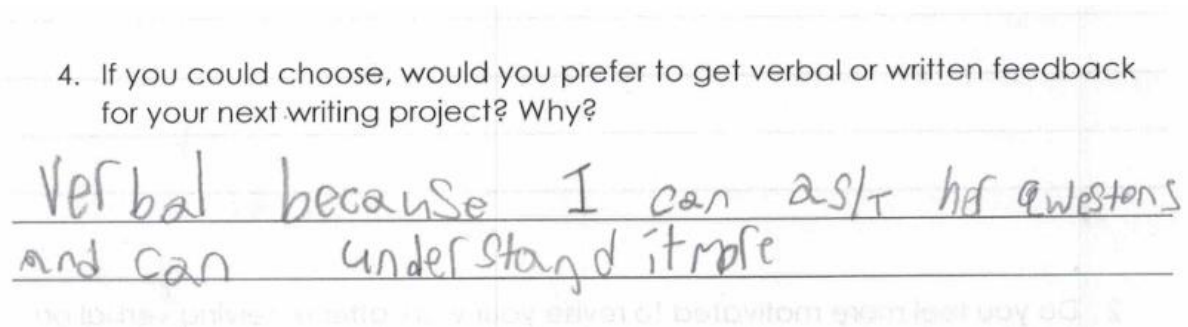 4. If you could choose, would you prefer to get verbal or written feedback
for your next writing project? Why?
Verbal because I can ask her qwestons
and can understand it more